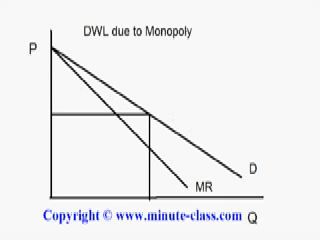 DWL due to Monopoly
P
D
MR
Copyright © www.minute-class.com
Q